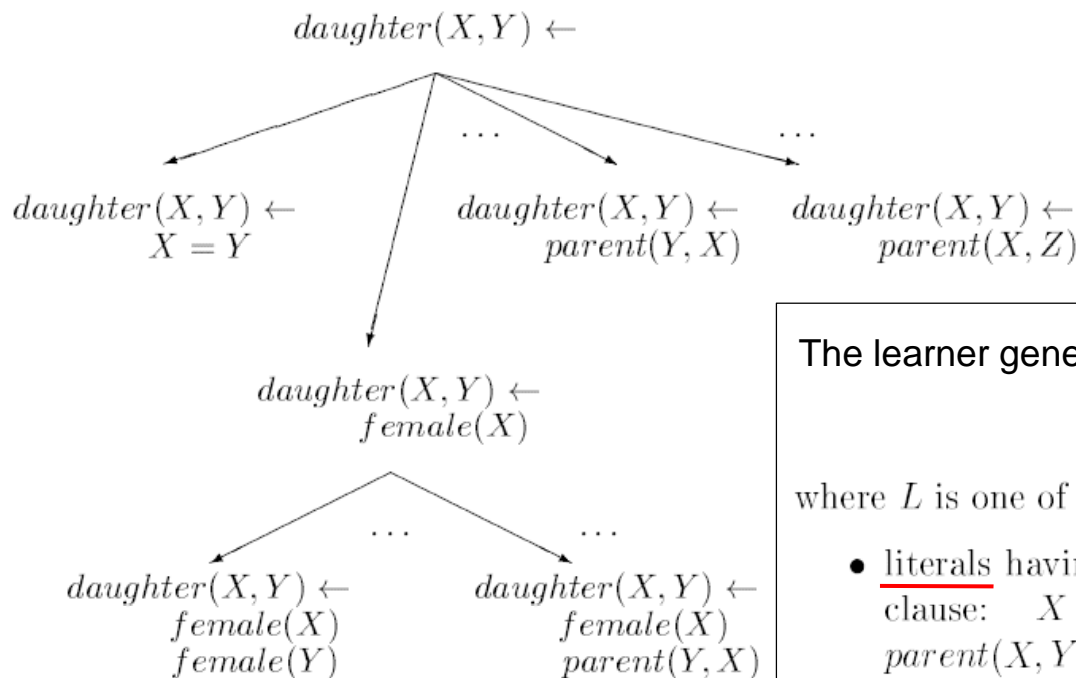 daughter(X, Y) ←
... ...
daughter(X, Y) ←
X = Y
daughter(X, Y) ←
parent(Y, X)
daughter(X, Y) ←
parent(X, Z)
daughter(X, Y) ←
female(X)
... ...
daughter(X, Y) ←
female(X)
female(Y)
daughter(X, Y) ←
female(X)
parent(Y, X)
The learner gene
where L is one of
• literals havin
clause: X
parent(X, Y